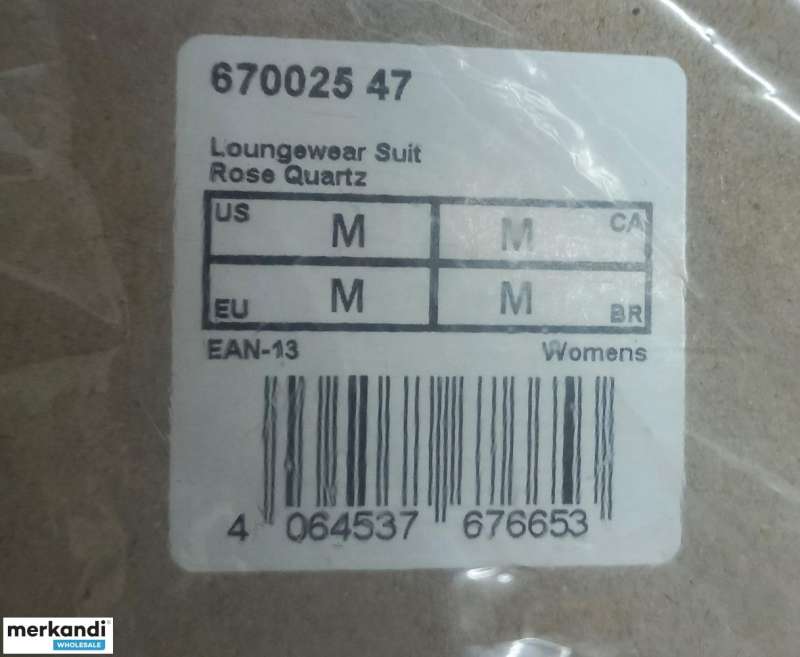 670025 47
Loungewear Suit
Rose Quartz
US M M CA
EU M M BR
EAN-13 Womens
4 064537 676653
merkandi
WHOLESALE